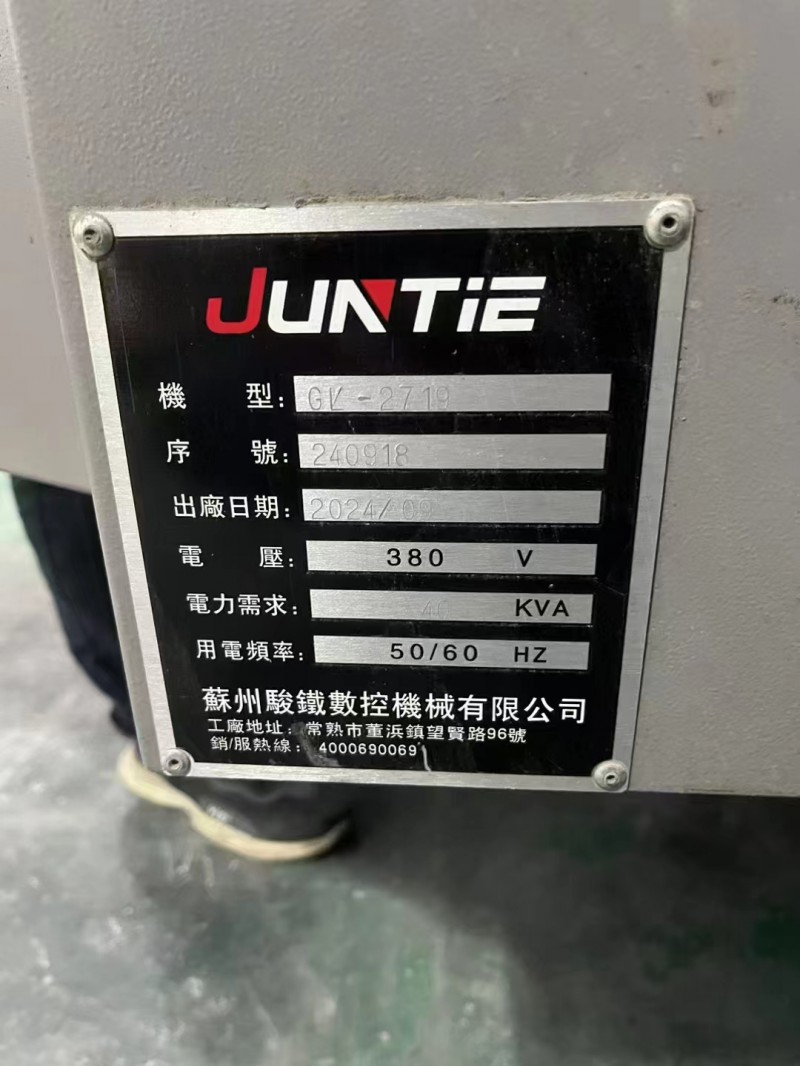 JUNTIE
機 型: GL-2719
序 號: 240918
出廠日期: 2024/09
電 壓: 380 V
電力需求: KVA
用電頻率: 50/60 HZ
蘇州駿鐵數控機械有限公司
工廠地址: 常熟市董浜鎮望賢路96號
銷/服熱線: 4000690069